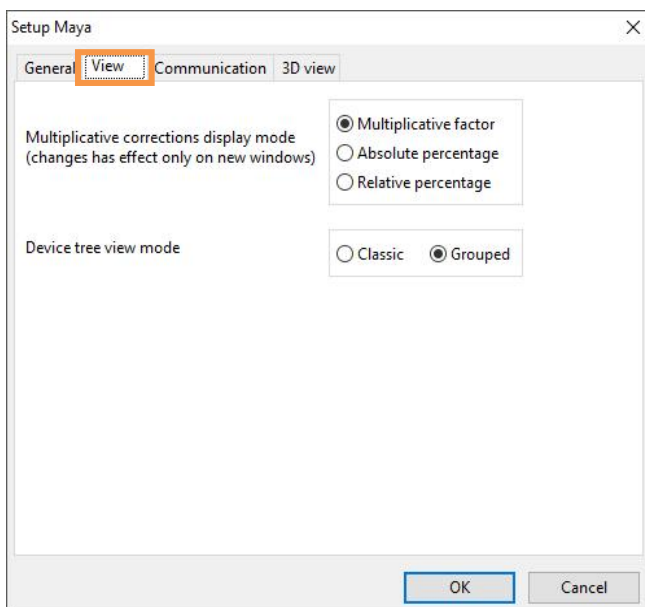 Setup Maya
General View Communication 3D view
Multiplicative corrections display mode
(changes has effect only on new windows)
Multiplicative factor
Absolute percentage
Relative percentage
Device tree view mode
Classic Grouped
OK Cancel